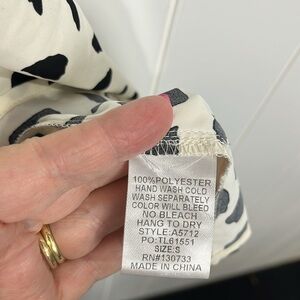 100%POLYESTER
HAND WASH COLD
WASH SEPARATELY
COLOR WILL BLEED
NO BLEACH
HANG TO DRY
STYLE:A5712
PO:TL61551
SIZE:S
RN#130733
MADE IN CHINA